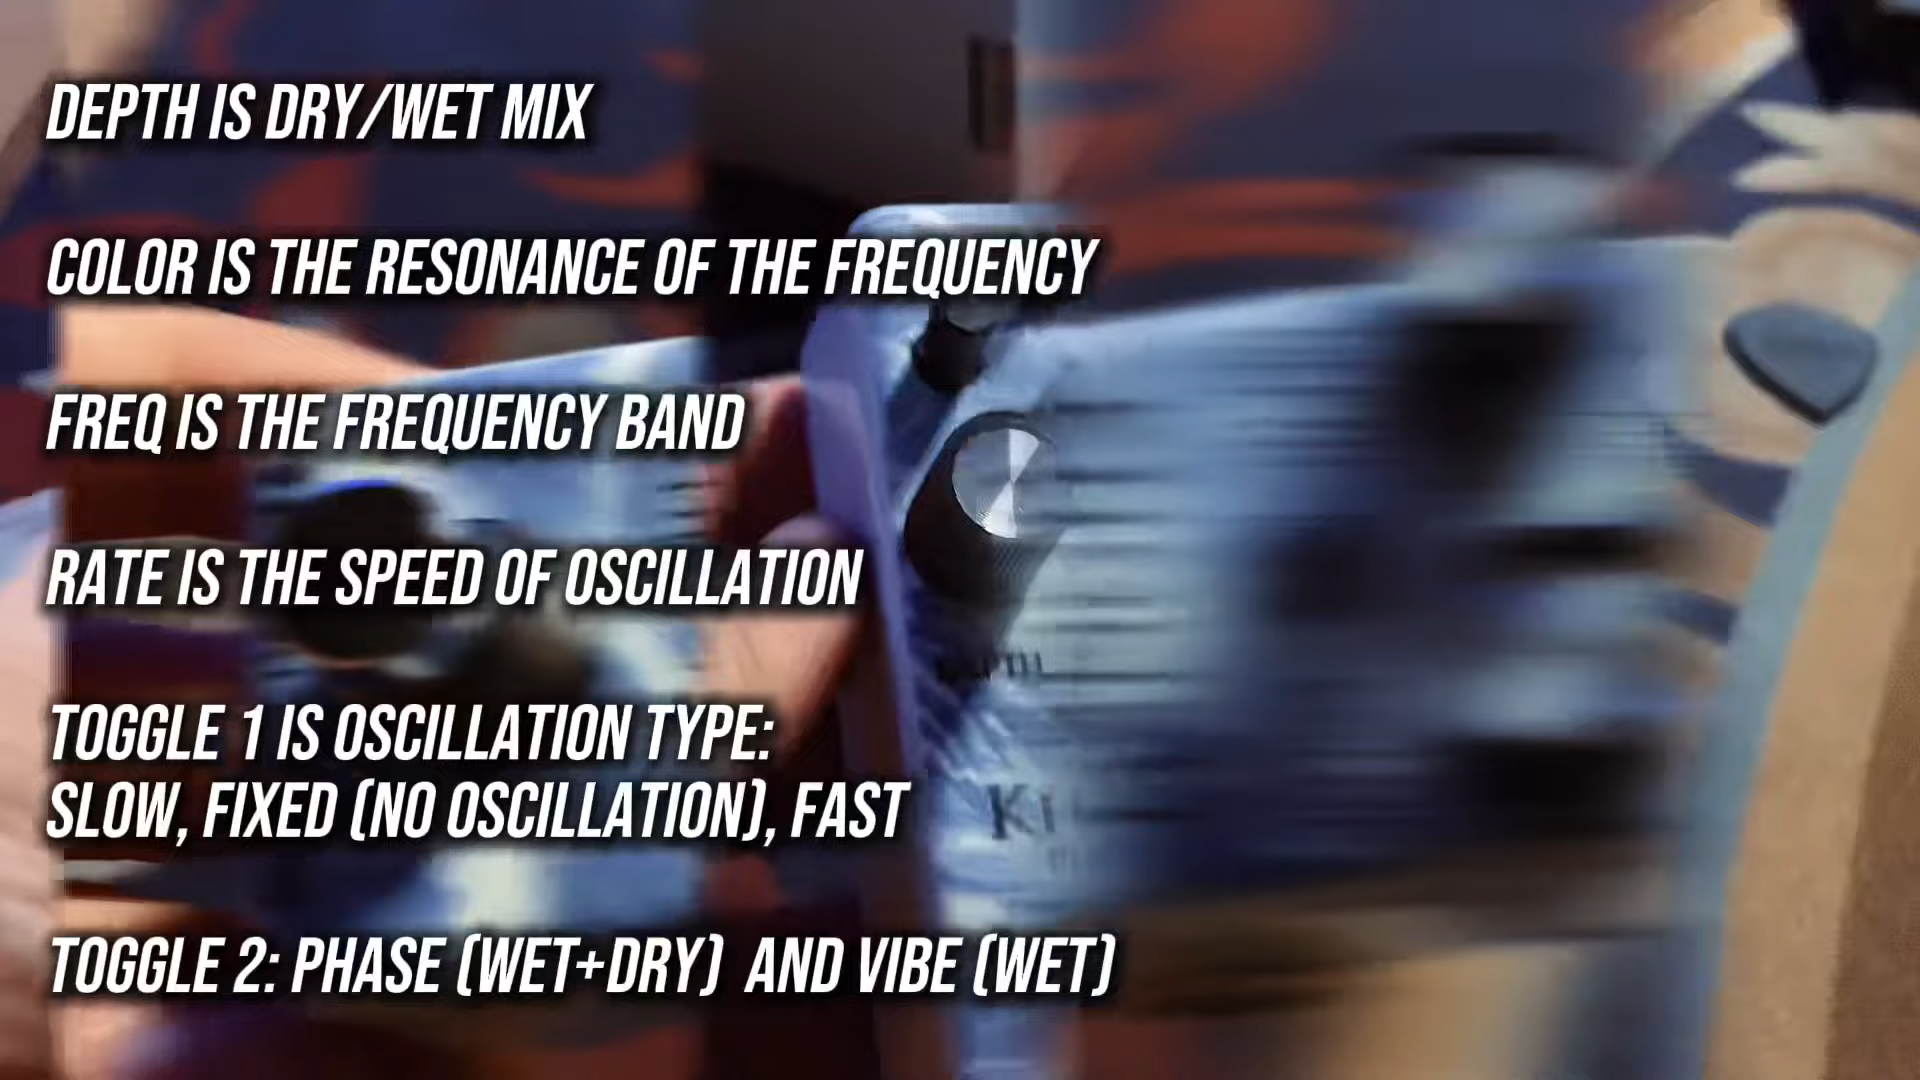 DEPTH IS DRY/WET MIX
COLOR IS THE RESONANCE OF THE FREQUENCY
FREQ IS THE FREQUENCY BAND
RATE IS THE SPEED OF OSCILLATION
TOGGLE 1 IS OSCILLATION TYPE:
SLOW, FIXED (NO OSCILLATION), FAST
TOGGLE 2: PHASE (WET+DRY) AND VIBE (WET)